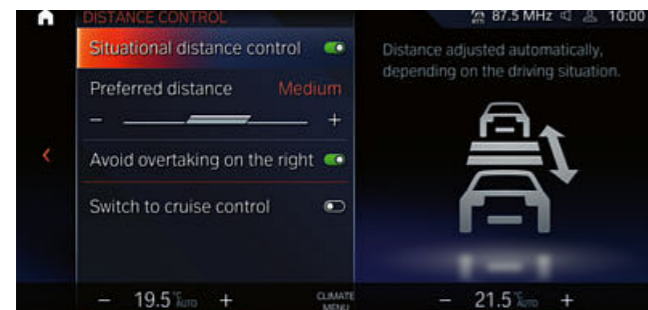 DISTANCE CONTROL
87.5 MHz 10:00
Situational distance control
Preferred distance Medium
- +
Avoid overtaking on the right
Switch to cruise control
Distance adjusted automatically,
depending on the driving situation.
- 19.5 °C AUTO +
CLIMATE
MENU
- 21.5 °C AUTO +